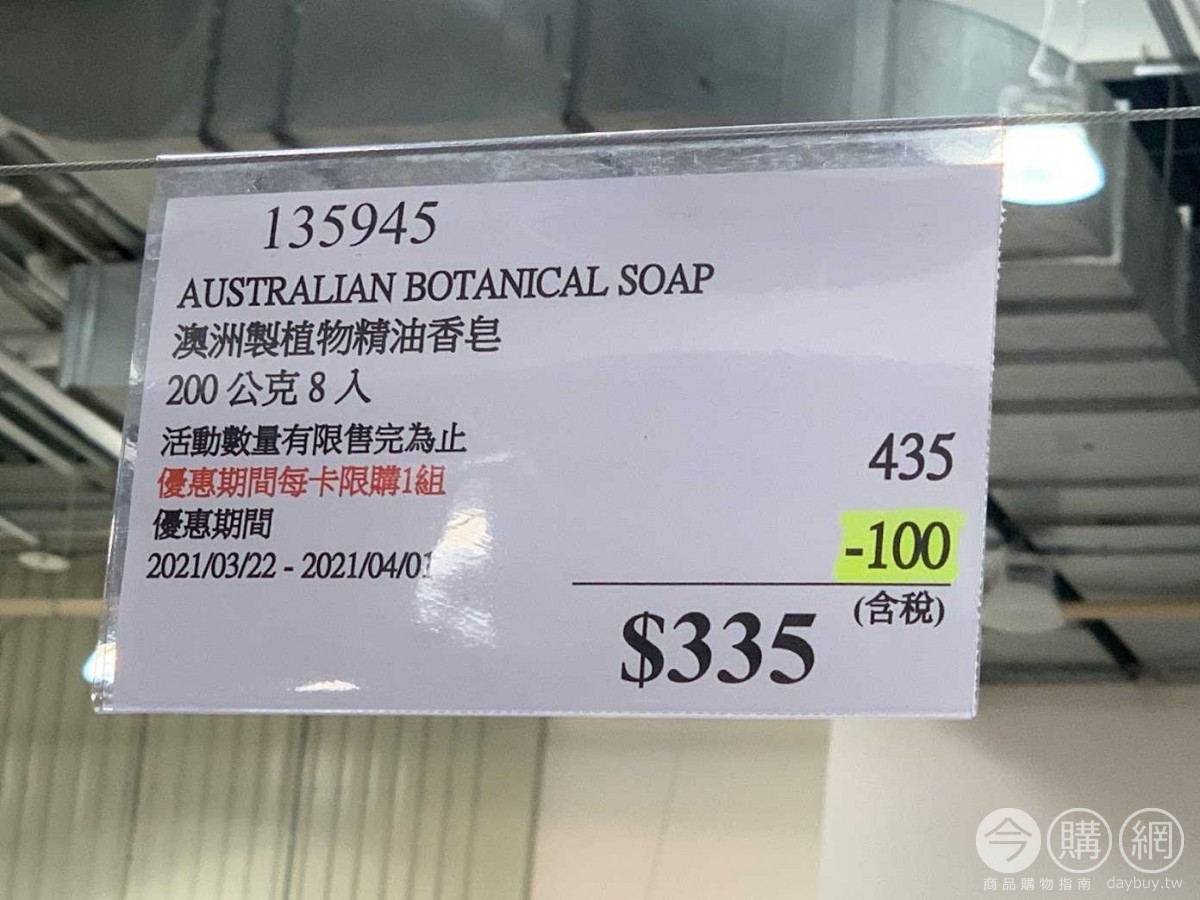 135945
AUSTRALIAN BOTANICAL SOAP
澳洲製植物精油香皂
200 公克 8 入
活動數量有限售完為止
優惠期間每卡限購1組
優惠期間
2021/03/22 - 2021/04/01
435
-100
(含稅)
$335
今購網
商品購物指南 daybuy.tw